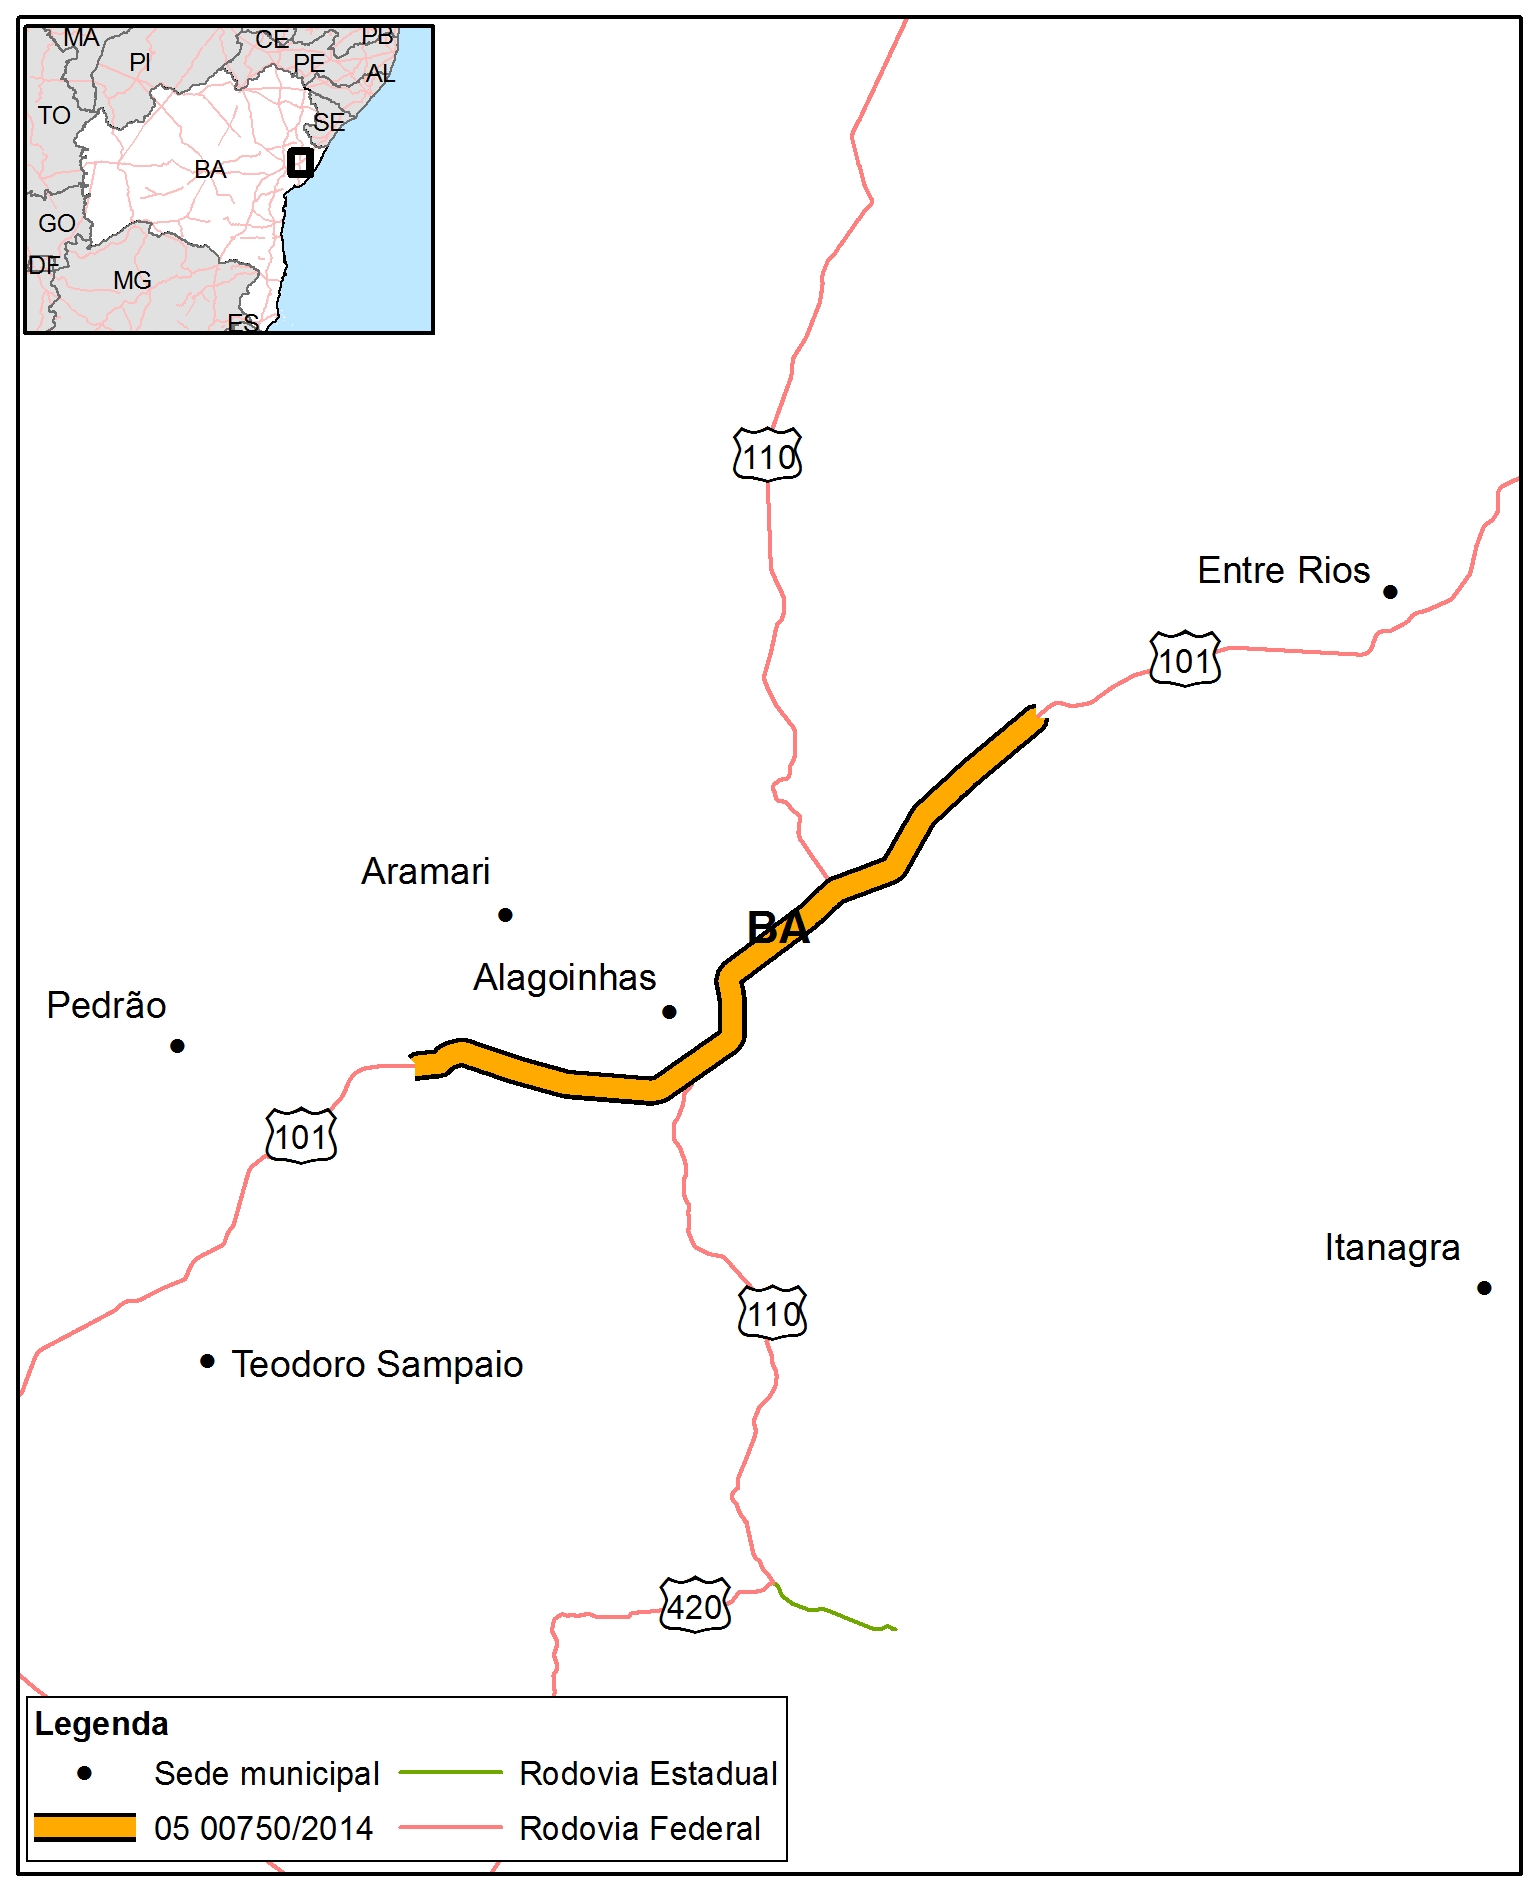 MA
CE
PB
PI
PE
AL
TO
SE
BA
GO
DF
MG
ES
110
Entre Rios
101
Aramari
BA
Alagoinhas
Pedrão
101
Itanagra
110
Teodoro Sampaio
420
Legenda
Sede municipal
Rodovia Estadual
05 00750/2014
Rodovia Federal